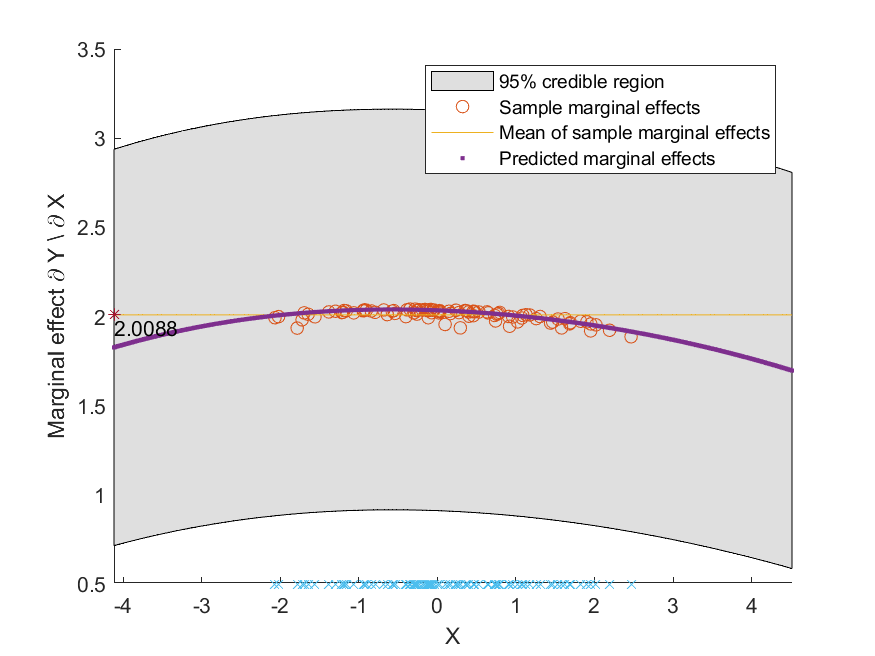 3.5
3
2.5
2
1.5
1
0.5
Marginal effect ∂ Y \ ∂ X
95% credible region
Sample marginal effects
Mean of sample marginal effects
Predicted marginal effects
2.0088
-4 -3 -2 -1 0 1 2 3 4
X